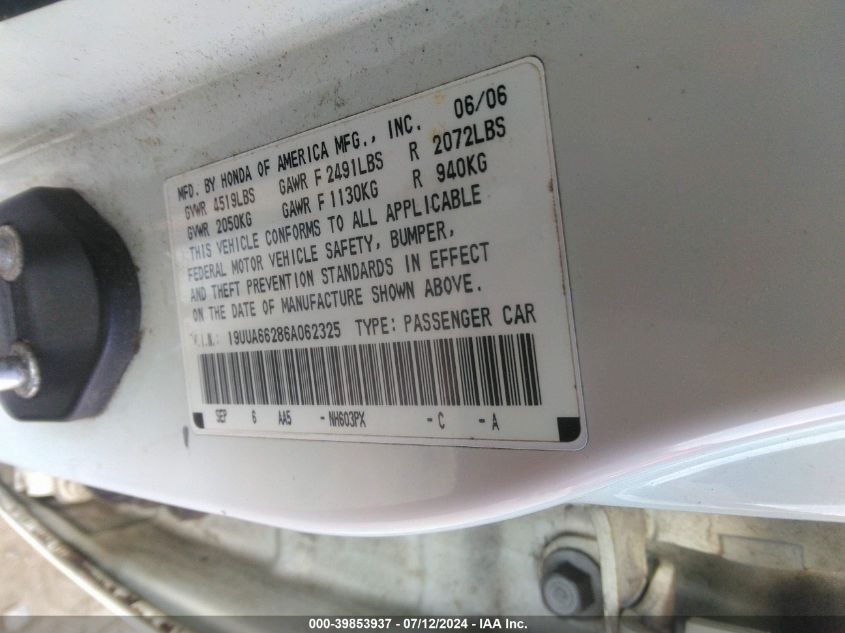 MFD. BY HONDA OF AMERICA MFG., INC. 06/06
GVWR 4519LBS GAWR F 2491LBS R 2072LBS
GVWR 2050KG GAWR F 1130KG R 940KG
THIS VEHICLE CONFORMS TO ALL APPLICABLE
FEDERAL MOTOR VEHICLE SAFETY, BUMPER,
AND THEFT PREVENTION STANDARDS IN EFFECT
ON THE DATE OF MANUFACTURE SHOWN ABOVE.
V.I.N.: 19UUA66286A062325 TYPE: PASSENGER CAR
SEP 6 AA5 - NH603PX - C - A
000-39853937 - 07/12/2024 - IAA Inc.